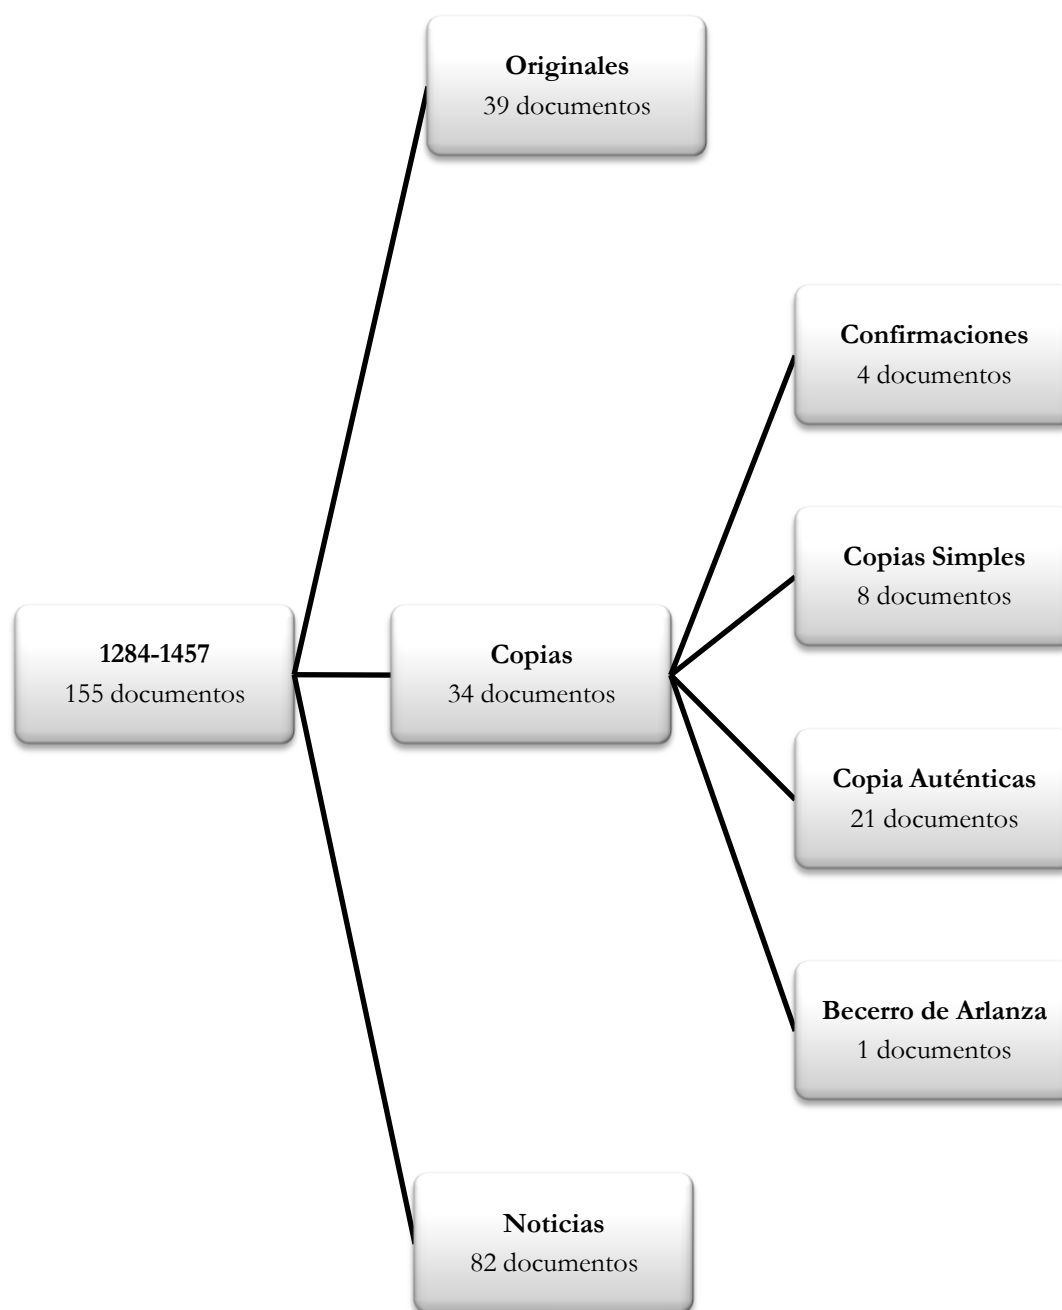 Originales
39 documentos
Confirmaciones
4 documentos
Copias Simples
8 documentos
1284-1457
155 documentos
Copias
34 documentos
Copia Auténticas
21 documentos
Becerro de Arlanza
1 documentos
Noticias
82 documentos